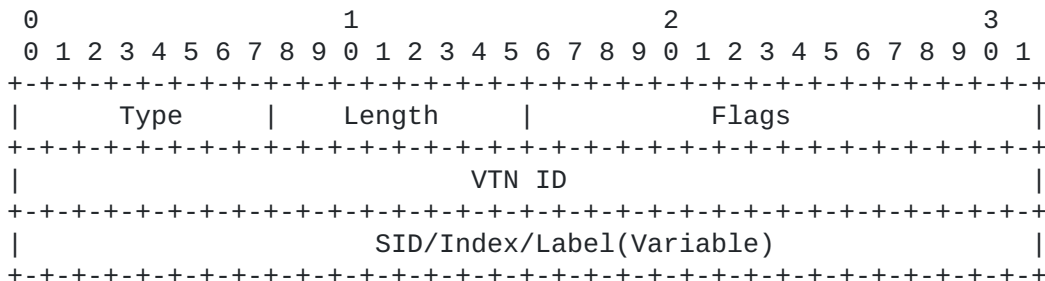 0                   1                   2                   3
 0 1 2 3 4 5 6 7 8 9 0 1 2 3 4 5 6 7 8 9 0 1 2 3 4 5 6 7 8 9 0 1
+-+-+-+-+-+-+-+-+-+-+-+-+-+-+-+-+-+-+-+-+-+-+-+-+-+-+-+-+-+-+-+-+
|      Type     |    Length     |           Flags               |
+-+-+-+-+-+-+-+-+-+-+-+-+-+-+-+-+-+-+-+-+-+-+-+-+-+-+-+-+-+-+-+-+
|                            VTN ID                             |
+-+-+-+-+-+-+-+-+-+-+-+-+-+-+-+-+-+-+-+-+-+-+-+-+-+-+-+-+-+-+-+-+
|                      SID/Index/Label(Variable)                |
+-+-+-+-+-+-+-+-+-+-+-+-+-+-+-+-+-+-+-+-+-+-+-+-+-+-+-+-+-+-+-+-+